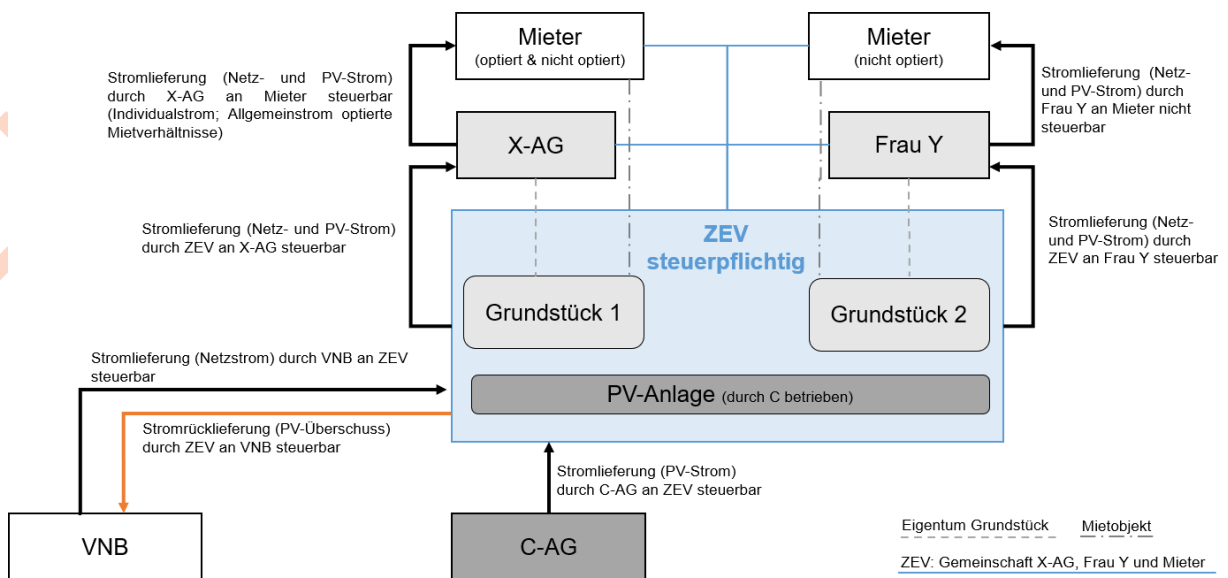 Mieter
(optiert & nicht optiert)
Mieter
(nicht optiert)
Stromlieferung (Netz- und PV-Strom)
durch X-AG an Mieter steuerbar
(Individualstrom; Allgemeinstrom optierte
Mietverhältnisse)
Stromlieferung (Netz-
und PV-Strom) durch
Frau Y an Mieter nicht
steuerbar
X-AG
Frau Y
Stromlieferung (Netz- und PV-Strom)
durch ZEV an X-AG steuerbar
ZEV
steuerpflichtig
Stromlieferung (Netz-
und PV-Strom) durch
ZEV an Frau Y steuerbar
Grundstück 1
Grundstück 2
Stromlieferung (Netzstrom) durch VNB an ZEV
steuerbar
PV-Anlage (durch C betrieben)
Stromrücklieferung (PV-Überschuss)
durch ZEV an VNB steuerbar
Stromlieferung (PV-Strom)
durch C-AG an ZEV steuerbar
VNB
C-AG
Eigentum Grundstück Mietobjekt
ZEV: Gemeinschaft X-AG, Frau Y und Mieter